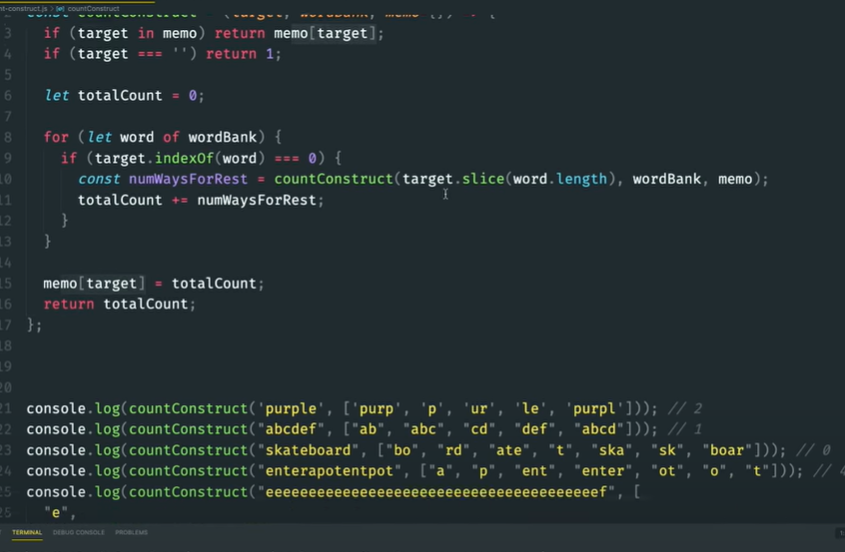 nt-construct.js > countConstruct
2 const countConstruct = (target, wordBank, memo = {}) => {
3 if (target in memo) return memo[target];
4 if (target === '') return 1;
5
6 let totalCount = 0;
7
8 for (let word of wordBank) {
9 if (target.indexOf(word) === 0) {
10 const numWaysForRest = countConstruct(target.slice(word.length), wordBank, memo);
11 totalCount += numWaysForRest;
12 }
13 }
14
15 memo[target] = totalCount;
16 return totalCount;
17 };
18
19
20
21 console.log(countConstruct('purple', ['purp', 'p', 'ur', 'le', 'purpl'])); // 2
22 console.log(countConstruct("abcdef", ["ab", "abc", "cd", "def", "abcd"])); // 1
23 console.log(countConstruct("skateboard", ["bo", "rd", "ate", "t", "ska", "sk", "boar"])); // 0
24 console.log(countConstruct("enterapotentpot", ["a", "p", "ent", "enter", "ot", "o", "t"])); // 4
25 console.log(countConstruct("eeeeeeeeeeeeeeeeeeeeeeeeeeeeeeeeeeeeeeeef", [
"e",
TERMINAL DEBUG CONSOLE PROBLEMS